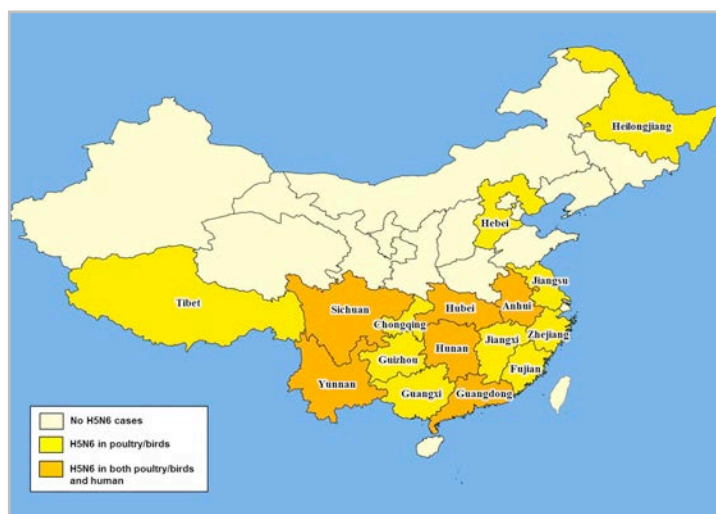 Heilongjiang
Hebei
Jiangsu
Tibet
Sichuan
Hubei
Anhui
Chongqing
Zhejiang
Hunan
Jiangxi
Guizhou
Fujian
Yunnan
Guangxi
Guangdong
No H5N6 cases
H5N6 in poultry/birds
H5N6 in both poultry/birds
and human